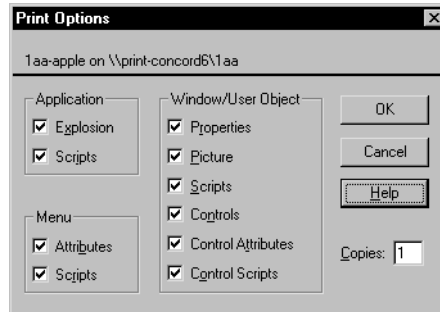 Print Options
1aa-apple on \\print-concord6\1aa
Application
Explosion
Scripts
Menu
Attributes
Scripts
Window/User Object
Properties
Picture
Scripts
Controls
Control Attributes
Control Scripts
OK
Cancel
Help
Copies: 1